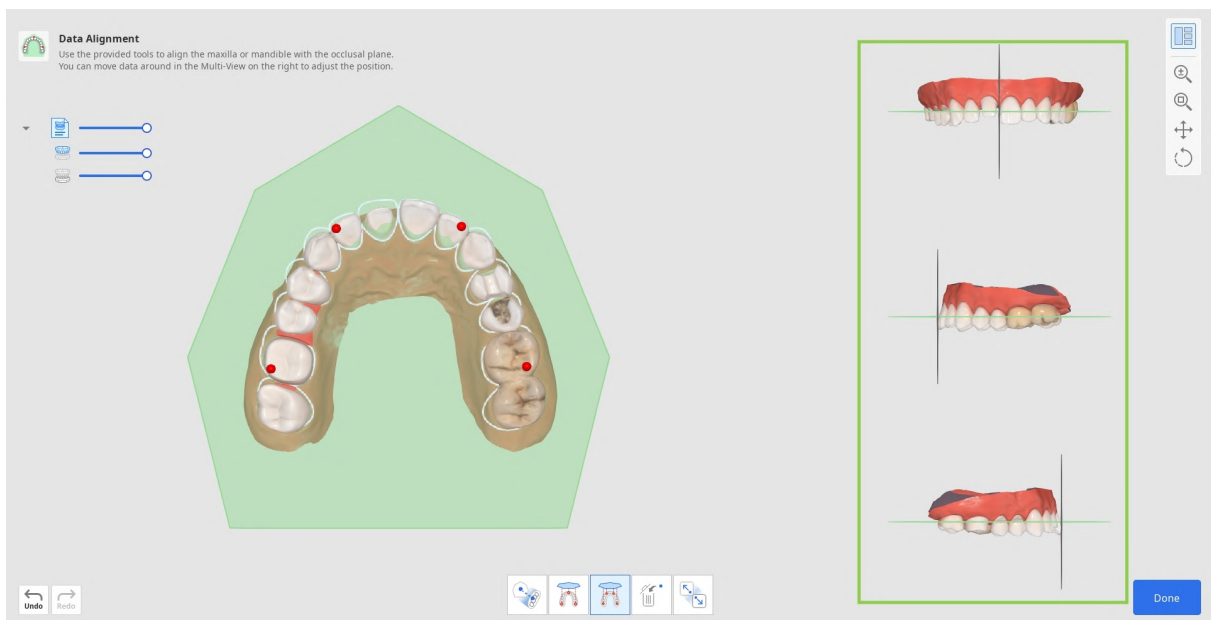 Data Alignment
Use the provided tools to align the maxilla or mandible with the occlusal plane.
You can move data around in the Multi-View on the right to adjust the position.
Undo
Redo
Done